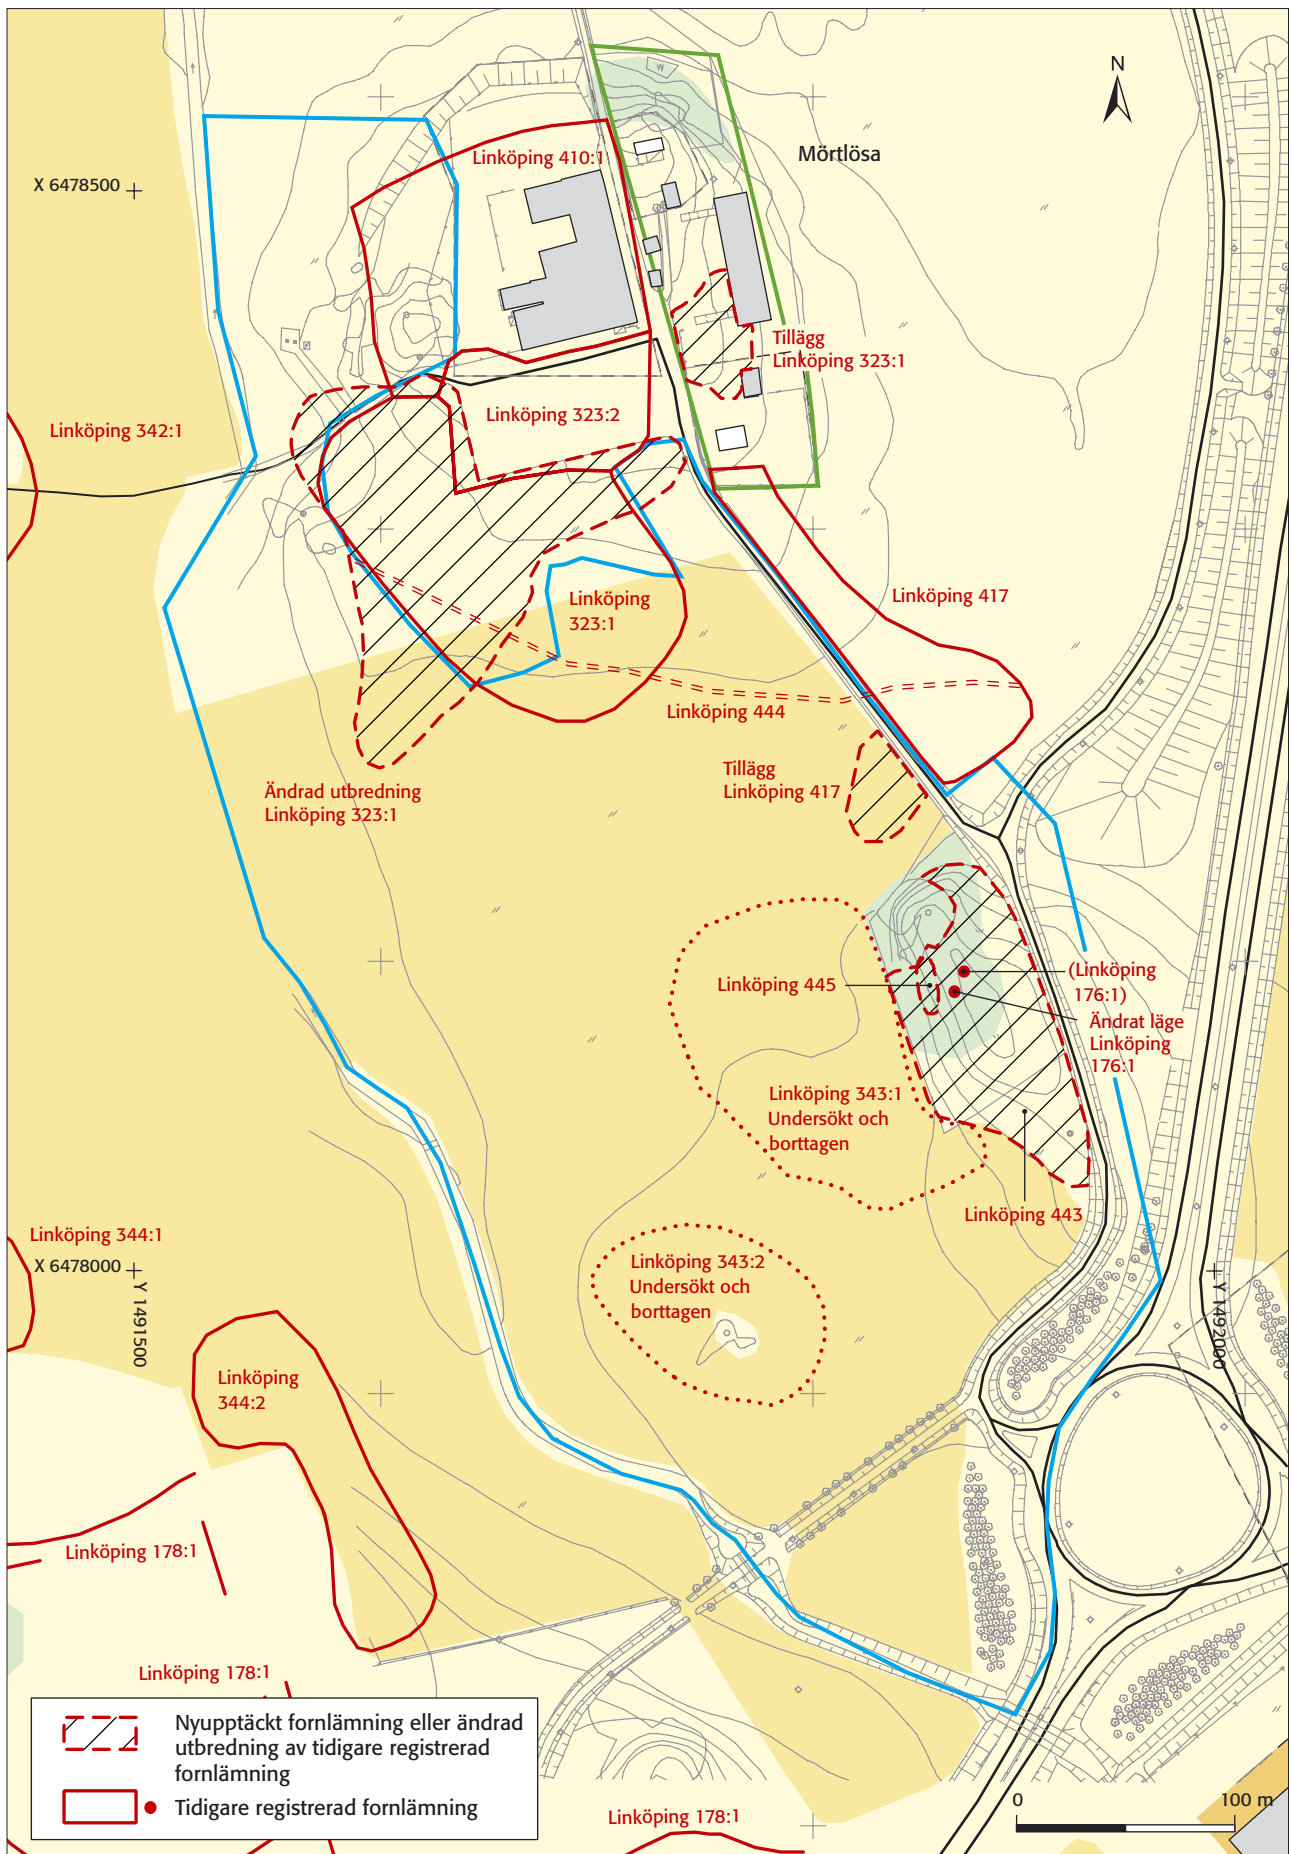 N
Mörtlösa
Linköping 410:1
X 6478500
Tillägg
Linköping 323:1
Linköping 323:2
Linköping 342:1
Linköping
323:1
Linköping 417
Linköping 444
Tillägg
Linköping 417
Ändrad utbredning
Linköping 323:1
Linköping 445
(Linköping
176:1)
Ändrat läge
Linköping
176:1
Linköping 343:1
Undersökt och
borttagen
Linköping 443
Linköping 344:1
X 6478000
Y 1491500
Linköping 343:2
Undersökt och
borttagen
Y 1492000
Linköping
344:2
Linköping 178:1
Linköping 178:1
Nyupptäckt fornlämning eller ändrad
utbredning av tidigare registrerad
fornlämning
Tidigare registrerad fornlämning
Linköping 178:1
0 100 m